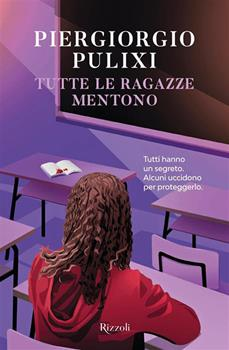 PIERGIORGIO
PULIXI
TUTTE LE RAGAZZE
MENTONO
Tutti hanno
un segreto.
Alcuni uccidono
per proteggerlo.
Rizzoli